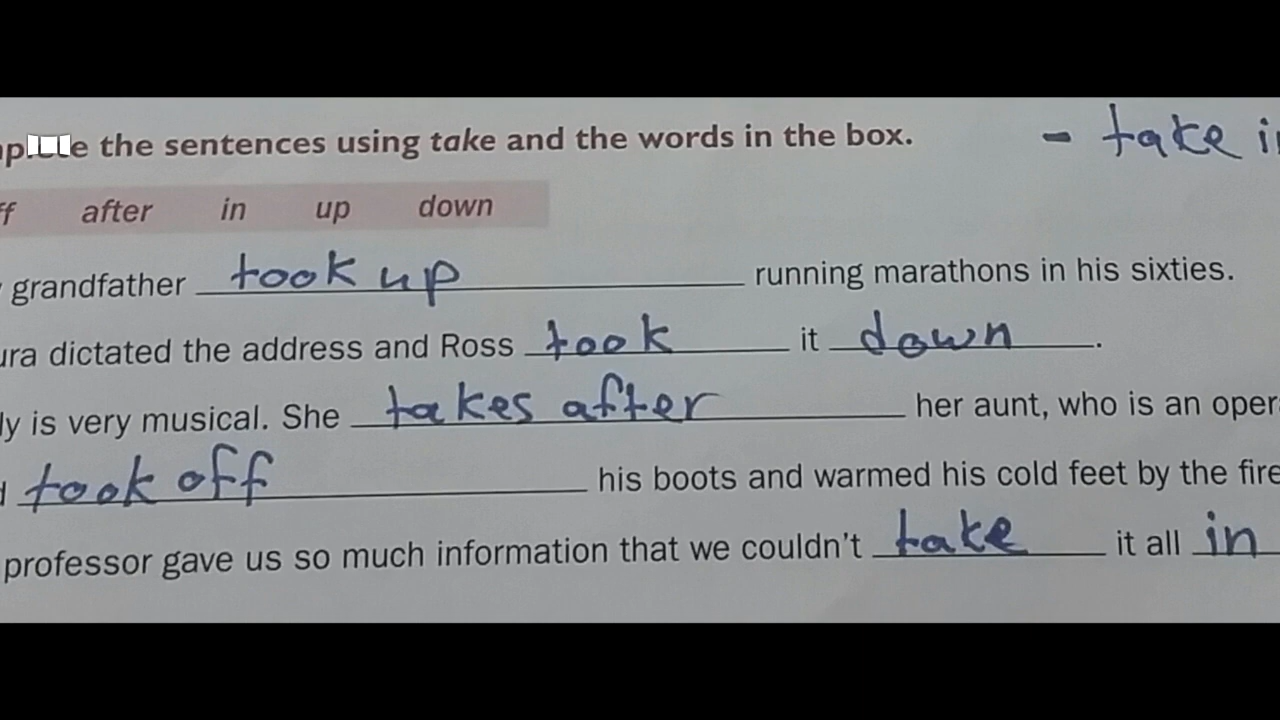 the sentences using take and the words in the box. - take
after in up down
grandfather took up running marathons in his sixties.
dictated the address and Ross took it down.
is very musical. She takes after her aunt, who is an
took off his boots and warmed his cold feet by the fire
professor gave us so much information that we couldn't take it all in